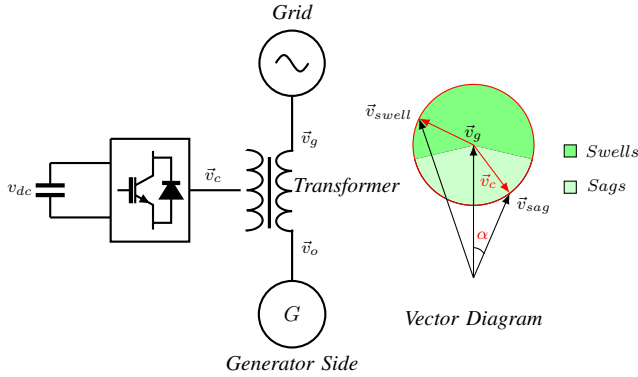 Grid
v⃗_swell
v⃗_g
v⃗_g
v_dc
v⃗_c
Transformer
v⃗_c
Swells
Sags
v⃗_sag
α
v⃗_o
G
Vector Diagram
Generator Side